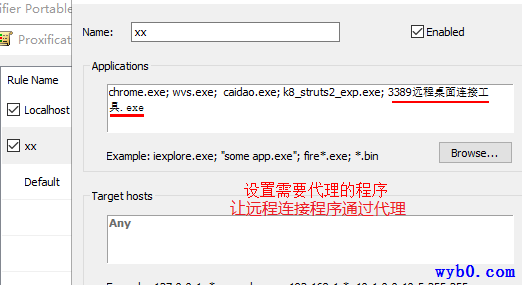 ifier Portable
Name: xx Enabled
Proxificat
Rule Name
Localhost
xx
Default
Applications
chrome.exe; wvs.exe; caidao.exe; k8_struts2_exp.exe; 3389远程桌面连接工
具.exe
Example: iexplore.exe; "some app.exe"; fire*.exe; *.bin
Browse...
设置需要代理的程序
Target hosts
让远程连接程序通过代理
Any
wyb0.com